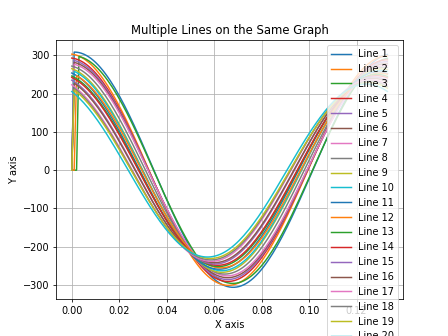 Multiple Lines on the Same Graph
300
200
100
0
−100
−200
−300
Y axis
0.00
0.02
0.04
0.06
0.08
0.10
X axis
Line 1
Line 2
Line 3
Line 4
Line 5
Line 6
Line 7
Line 8
Line 9
Line 10
Line 11
Line 12
Line 13
Line 14
Line 15
Line 16
Line 17
Line 18
Line 19
Line 20